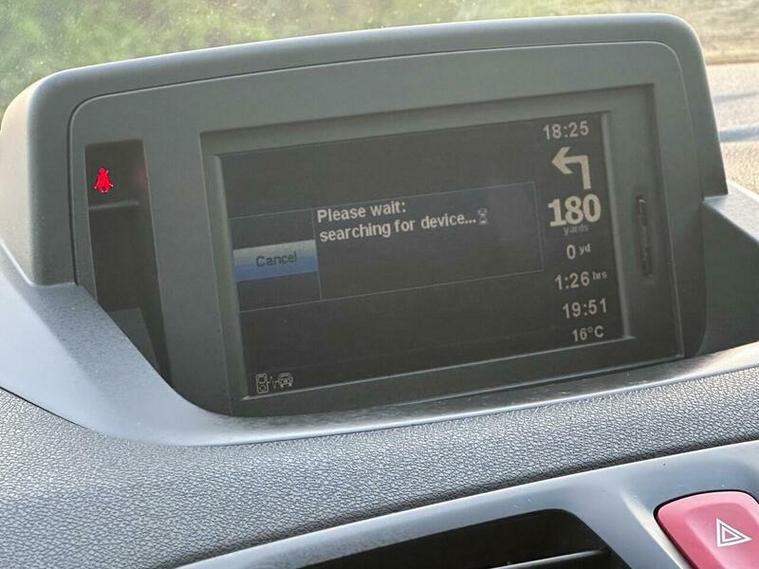 18:25
Please wait:
searching for device...
180
yards
Cancel
0 yd
1:26 hrs
19:51
16°C